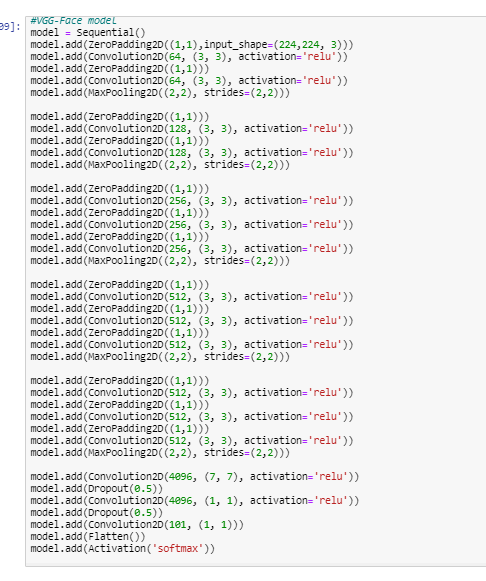 09]:
#VGG-Face model
model = Sequential()
model.add(ZeroPadding2D((1,1),input_shape=(224,224, 3)))
model.add(Convolution2D(64, (3, 3), activation='relu'))
model.add(ZeroPadding2D((1,1)))
model.add(Convolution2D(64, (3, 3), activation='relu'))
model.add(MaxPooling2D((2,2), strides=(2,2)))

model.add(ZeroPadding2D((1,1)))
model.add(Convolution2D(128, (3, 3), activation='relu'))
model.add(ZeroPadding2D((1,1)))
model.add(Convolution2D(128, (3, 3), activation='relu'))
model.add(MaxPooling2D((2,2), strides=(2,2)))

model.add(ZeroPadding2D((1,1)))
model.add(Convolution2D(256, (3, 3), activation='relu'))
model.add(ZeroPadding2D((1,1)))
model.add(Convolution2D(256, (3, 3), activation='relu'))
model.add(ZeroPadding2D((1,1)))
model.add(Convolution2D(256, (3, 3), activation='relu'))
model.add(MaxPooling2D((2,2), strides=(2,2)))

model.add(ZeroPadding2D((1,1)))
model.add(Convolution2D(512, (3, 3), activation='relu'))
model.add(ZeroPadding2D((1,1)))
model.add(Convolution2D(512, (3, 3), activation='relu'))
model.add(ZeroPadding2D((1,1)))
model.add(Convolution2D(512, (3, 3), activation='relu'))
model.add(MaxPooling2D((2,2), strides=(2,2)))

model.add(ZeroPadding2D((1,1)))
model.add(Convolution2D(512, (3, 3), activation='relu'))
model.add(ZeroPadding2D((1,1)))
model.add(Convolution2D(512, (3, 3), activation='relu'))
model.add(ZeroPadding2D((1,1)))
model.add(Convolution2D(512, (3, 3), activation='relu'))
model.add(MaxPooling2D((2,2), strides=(2,2)))

model.add(Convolution2D(4096, (7, 7), activation='relu'))
model.add(Dropout(0.5))
model.add(Convolution2D(4096, (1, 1), activation='relu'))
model.add(Dropout(0.5))
model.add(Convolution2D(101, (1, 1)))
model.add(Flatten())
model.add(Activation('softmax'))